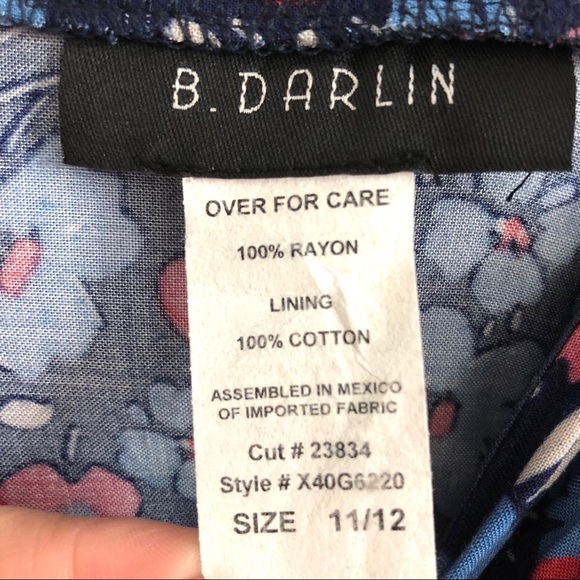 B. DARLIN
OVER FOR CARE
100% RAYON
LINING
100% COTTON
ASSEMBLED IN MEXICO
OF IMPORTED FABRIC
Cut # 23834
Style # X40G6220
SIZE 11/12